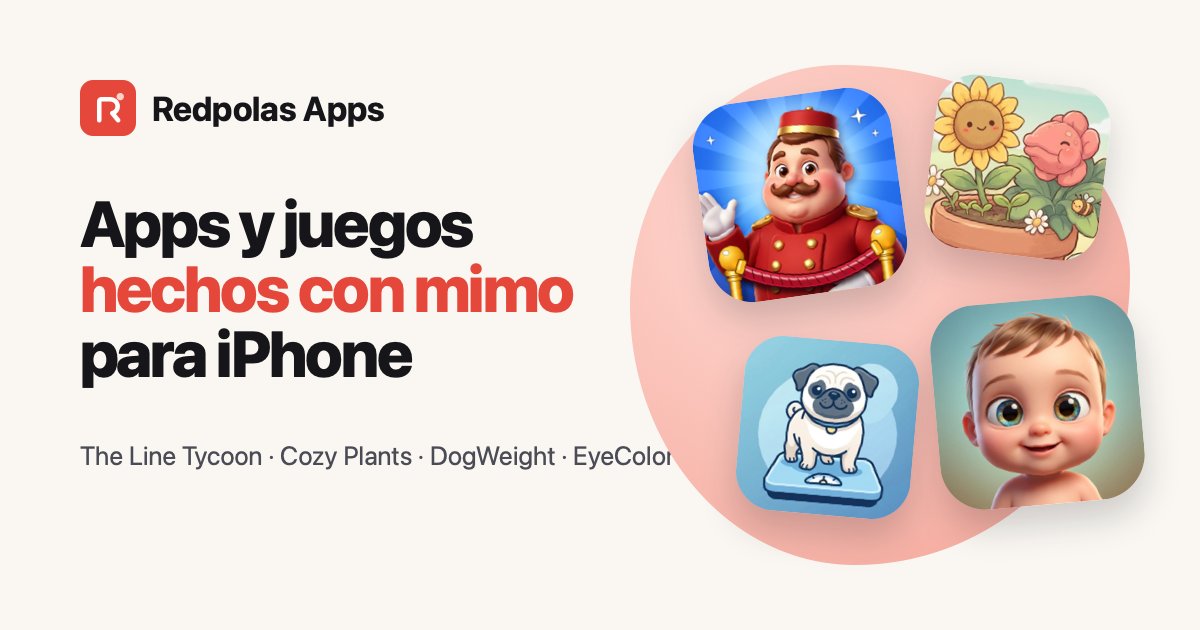 Redpolas Apps
Apps y juegos
hechos con mimo
para iPhone
The Line Tycoon · Cozy Plants · DogWeight · EyeColor